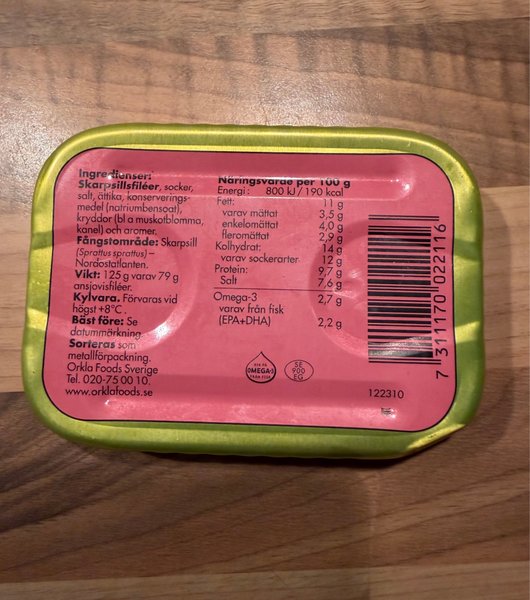 Ingredienser:
Skarpsillsfiléer, socker,
salt, ättika, konserverings-
medel (natriumbensoat),
kryddor (bl a muskotblomma,
kanel) och aromer.
Fångstområde: Skarpsill
(Sprattus sprattus) –
Nordostatlanten.
Vikt: 125 g varav 79 g
ansjovisfiléer.
Kylvara. Förvaras vid
högst +8°C.
Bäst före: Se
datummärkning.
Sorteras som
metallförpackning.
Orkla Foods Sverige
Tel. 020-75 00 10.
www.orklafoods.se
Näringsvärde per 100 g
Energi: 800 kJ/190 kcal
Fett: 11 g
varav mättat 3,5 g
enkelomättat 4,0 g
fleromättat 2,9 g
Kolhydrat: 14 g
varav sockerarter 12 g
Protein: 9,7 g
Salt 7,6 g
Omega-3 2,7 g
varav från fisk
(EPA+DHA) 2,2 g
OMEGA-3
SE
900
EG
7 311170 022116
122310